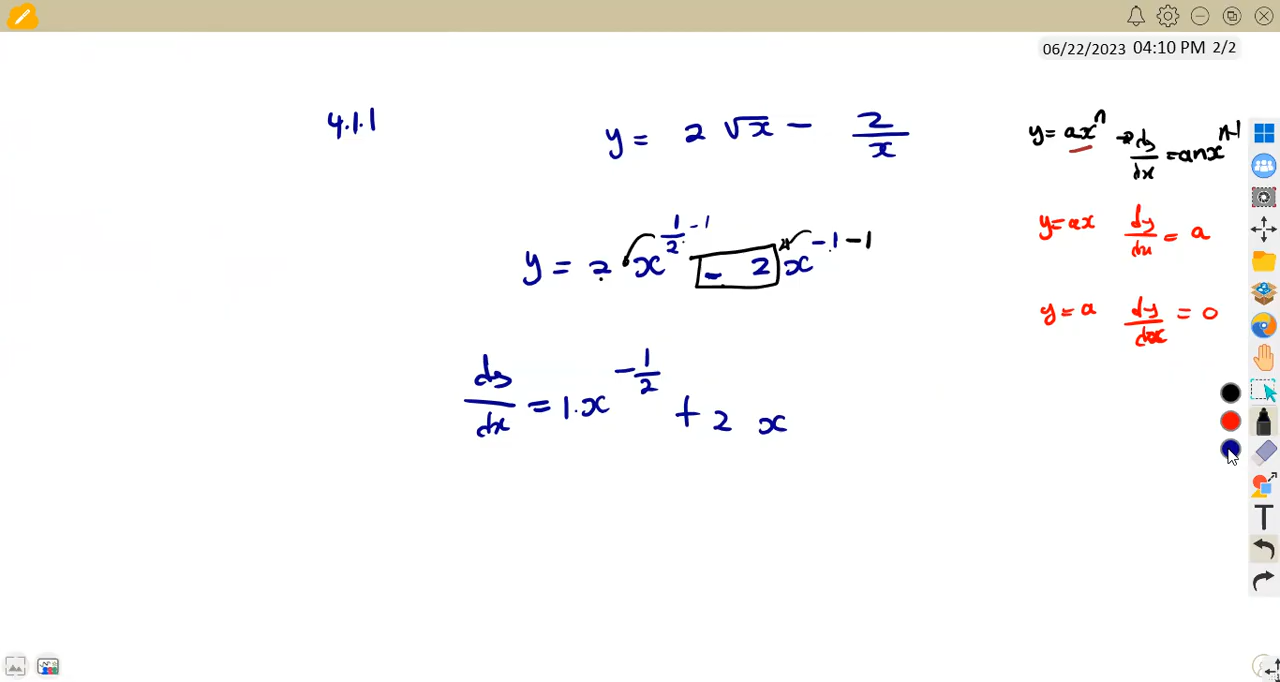 06/22/2023 04:10 PM 2/2
4.1.1
y = 2 √x - 2/x
y = ax^n → dy/dx = anx^(n-1)
y = ax dy/dx = a
y = 2 x^(1/2 - 1) - 2 x^(-1 - 1)
y = a dy/dx = 0
dy/dx = 1.x^(-1/2) + 2 x